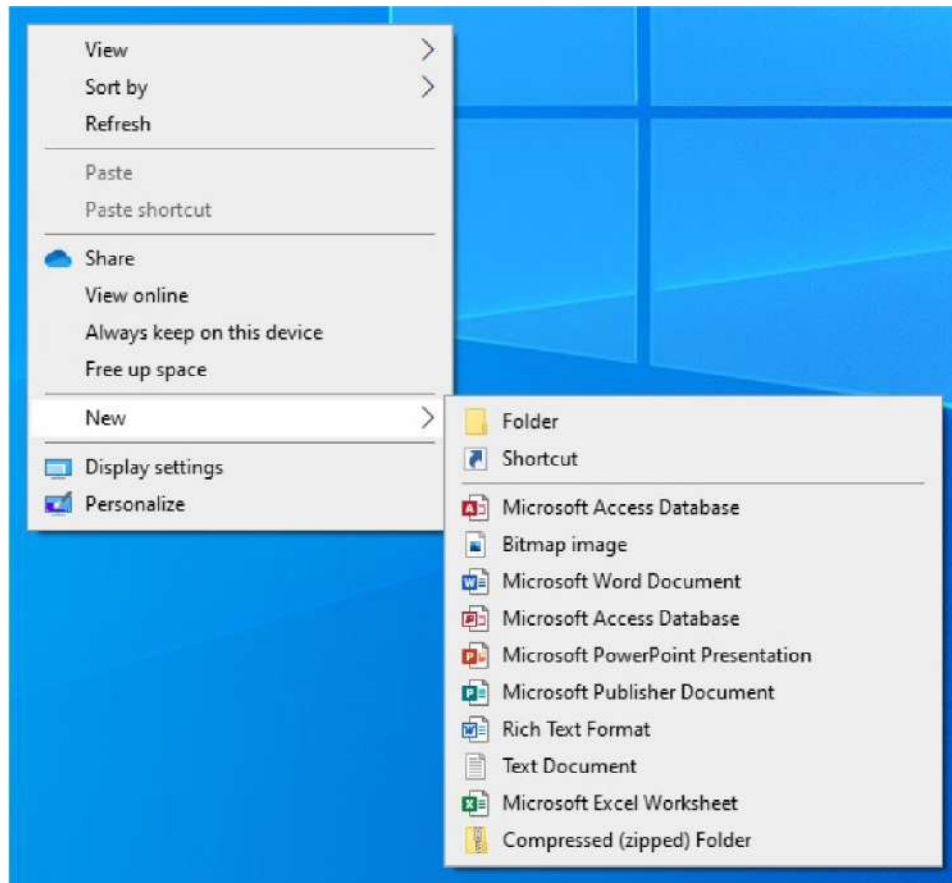 View
Sort by
Refresh
Paste
Paste shortcut
Share
View online
Always keep on this device
Free up space
New
Display settings
Personalize
Folder
Shortcut
Microsoft Access Database
Bitmap image
Microsoft Word Document
Microsoft Access Database
Microsoft PowerPoint Presentation
Microsoft Publisher Document
Rich Text Format
Text Document
Microsoft Excel Worksheet
Compressed (zipped) Folder